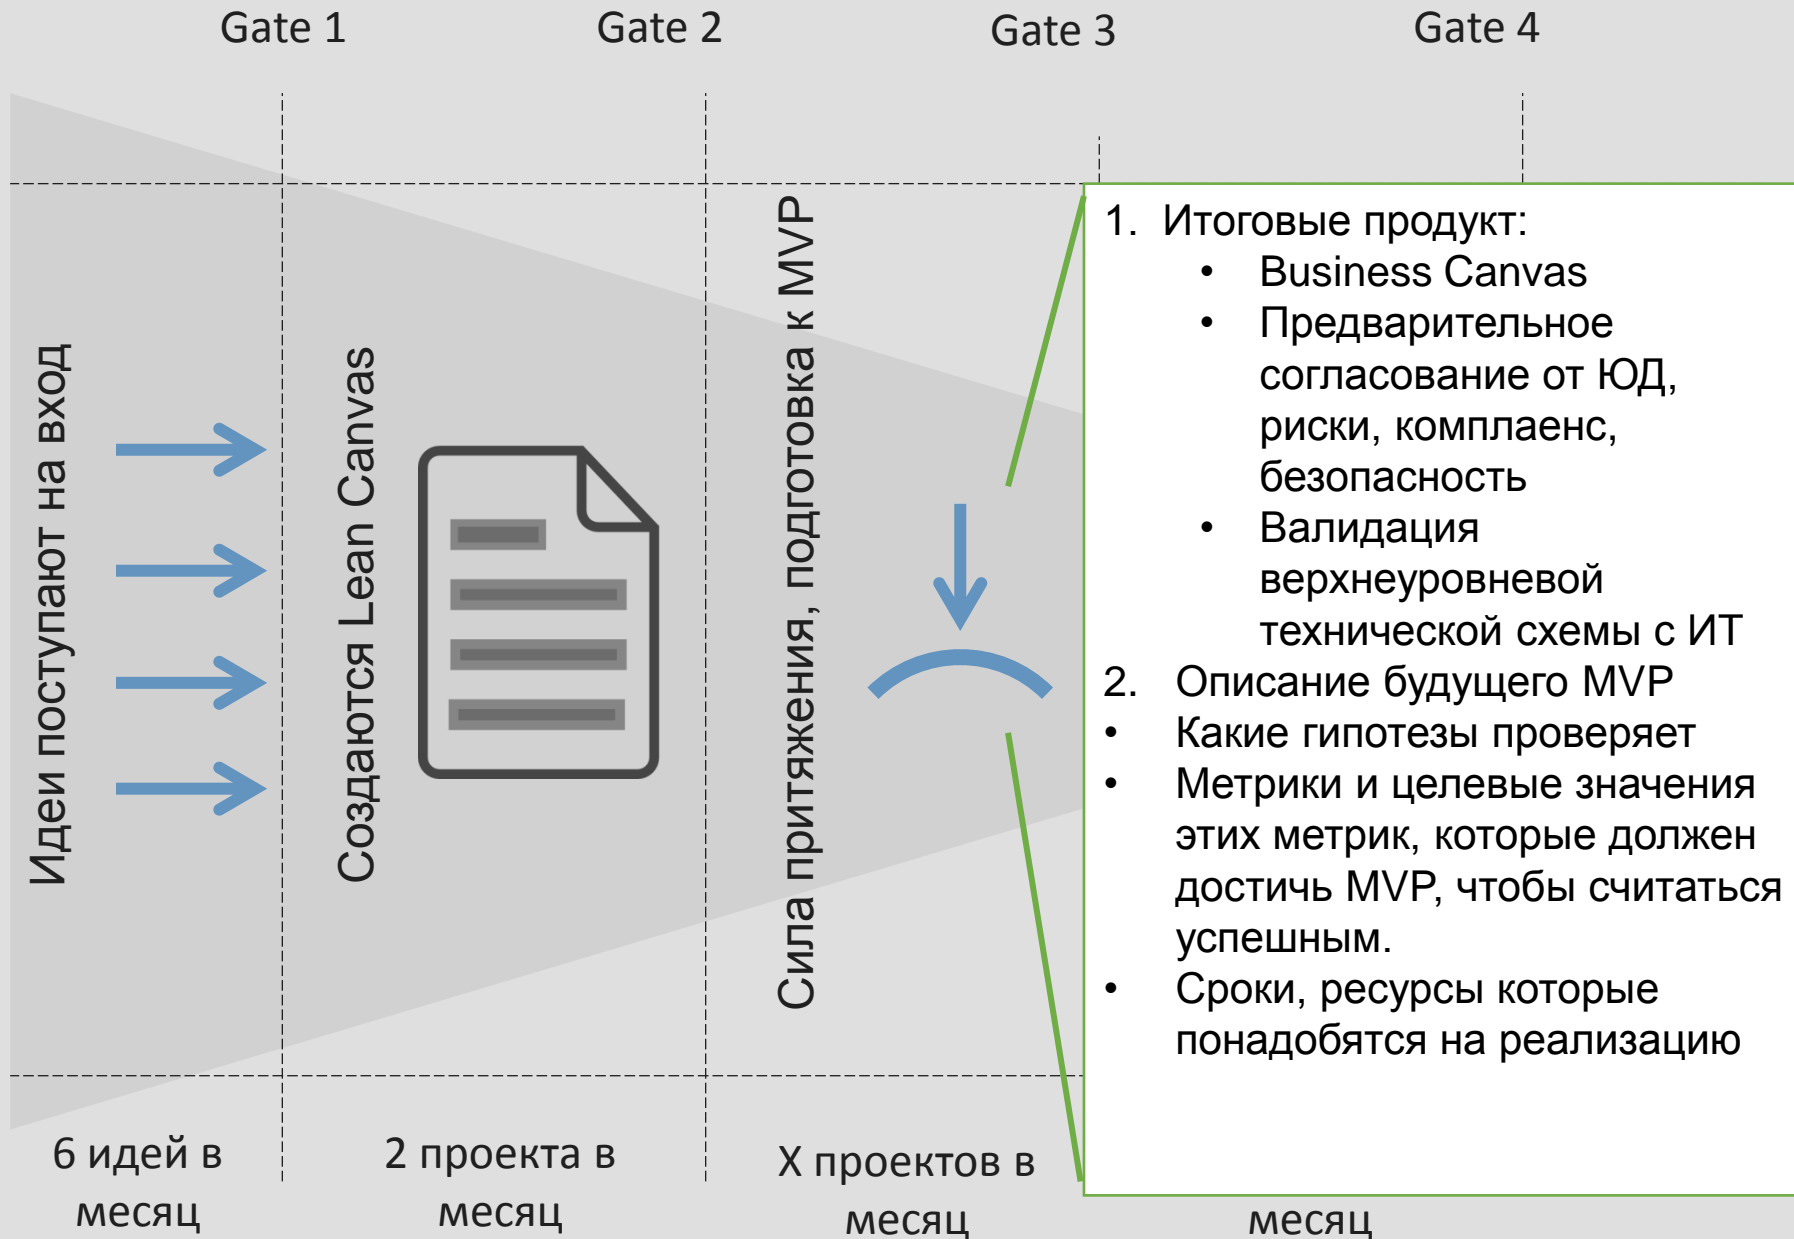 Gate 1
Gate 2
Gate 3
Gate 4
Идеи поступают на вход
Создаются Lean Canvas
Сила притяжения, подготовка к MVP
1. Итоговые продукт:
• Business Canvas
• Предварительное
согласование от ЮД,
риски, комплаенс,
безопасность
• Валидация
верхнеуровневой
технической схемы с ИТ
2. Описание будущего MVP
• Какие гипотезы проверяет
• Метрики и целевые значения
этих метрик, которые должен
достичь MVP, чтобы считаться
успешным.
• Сроки, ресурсы которые
понадобятся на реализацию
6 идей в
месяц
2 проекта в
месяц
X проектов в
месяц
месяц